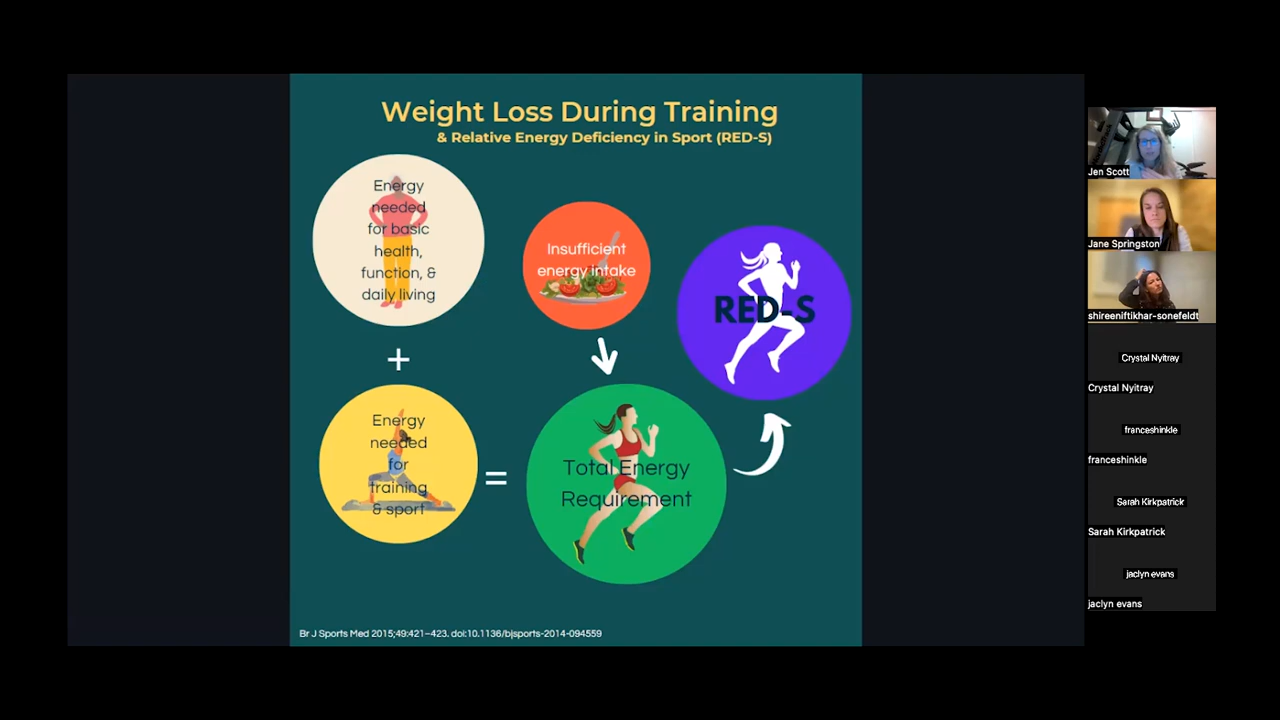 Weight Loss During Training
& Relative Energy Deficiency in Sport (RED-S)
Energy
needed
for basic
health,
function, &
daily living
+
Energy
needed
for
training
& sport
=
Insufficient
energy intake
Total Energy
Requirement
RED-S
Br J Sports Med 2015;49:421–423. doi:10.1136/bjsports-2014-094559
Jen Scott
Jane Springston
shireeniftikhar-sonefeldt
Crystal Nyitray
Crystal Nyitray
franceshinkle
franceshinkle
Sarah Kirkpatrick
Sarah Kirkpatrick
jaclyn evans
jaclyn evans